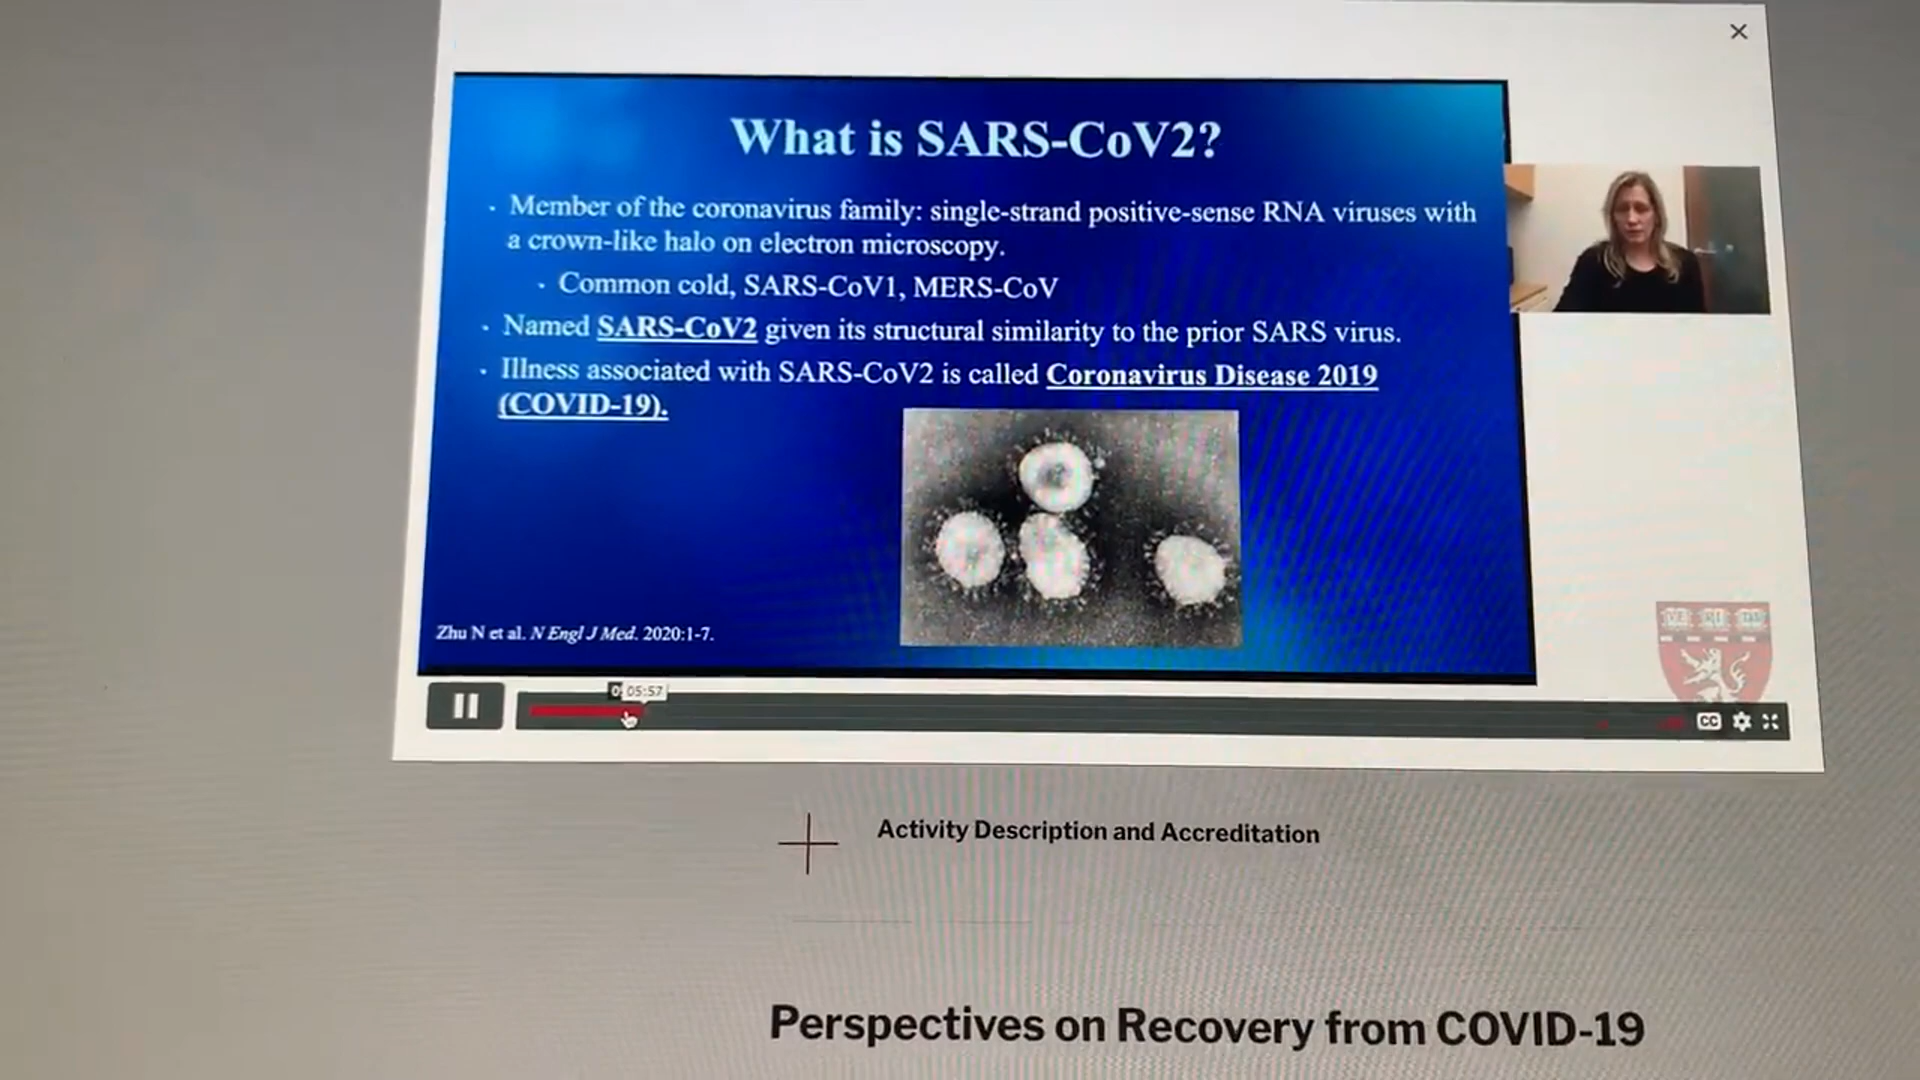 What is SARS-CoV2?
· Member of the coronavirus family: single-strand positive-sense RNA viruses with
a crown-like halo on electron microscopy.
· Common cold, SARS-CoV1, MERS-CoV
· Named SARS-CoV2 given its structural similarity to the prior SARS virus.
· Illness associated with SARS-CoV2 is called Coronavirus Disease 2019
(COVID-19).
Zhu N et al. N Engl J Med. 2020:1-7.
05:57
CC
Activity Description and Accreditation
Perspectives on Recovery from COVID-19